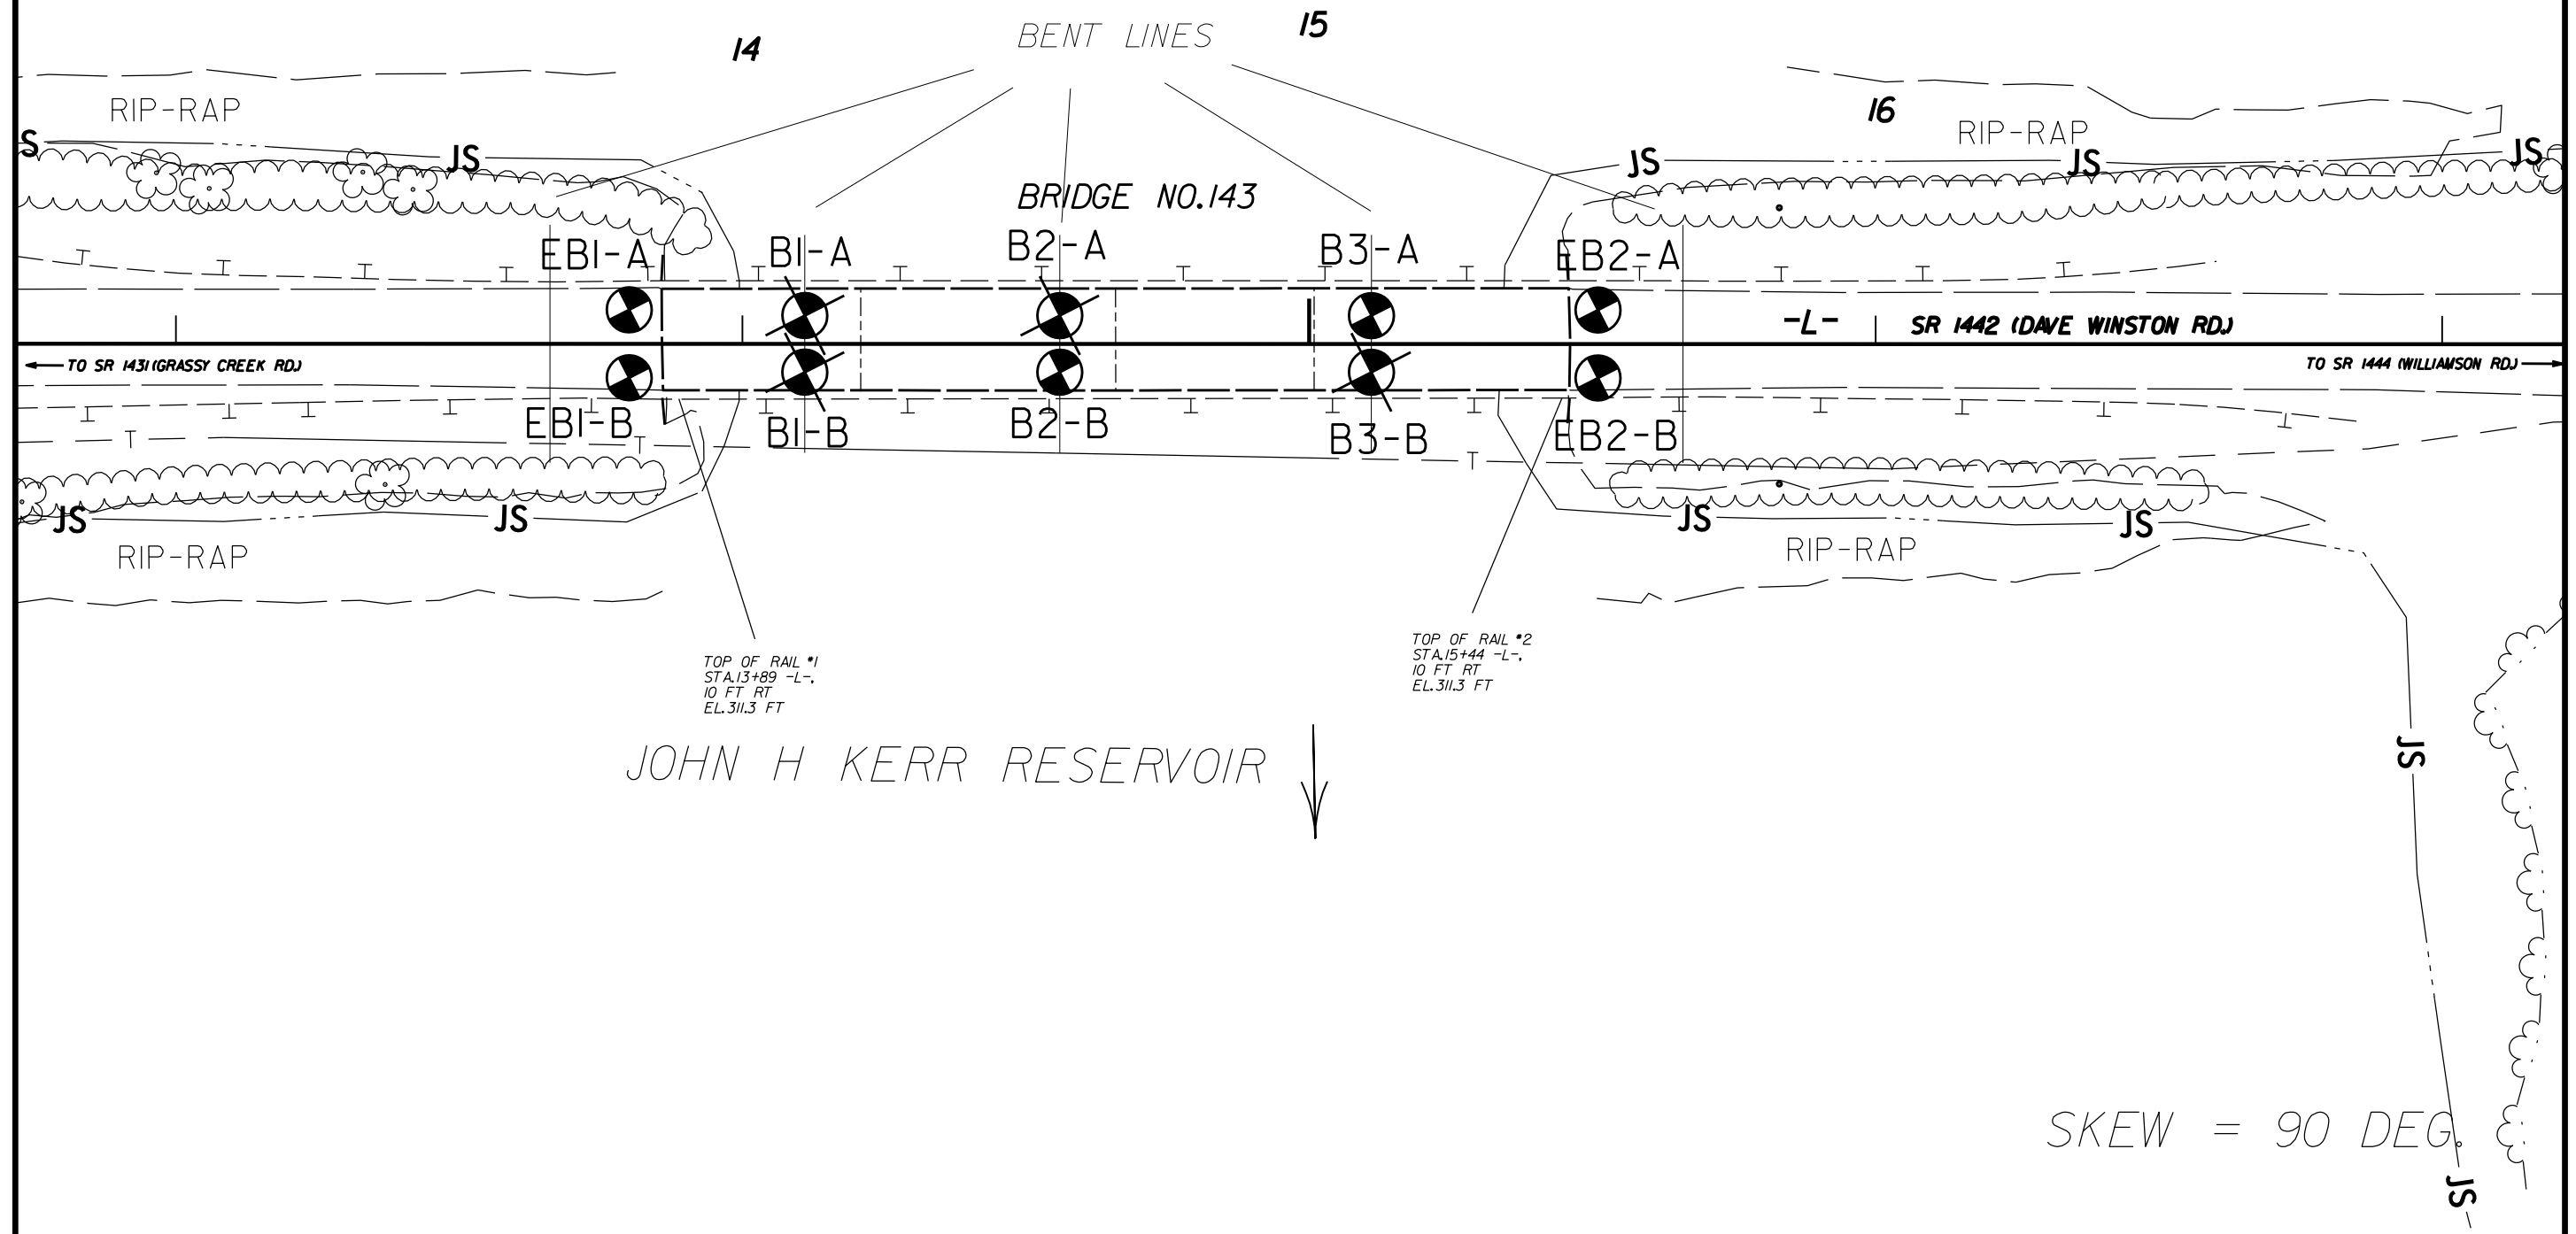 14
BENT LINES
15
RIP-RAP
16
RIP-RAP
S
JS
JS
JS
JS
BRIDGE NO. 143
EB1-A
B1-A
B2-A
B3-A
EB2-A
-L-
SR 1442 (DAVE WINSTON RD.)
TO SR 1431 (GRASSY CREEK RD.)
TO SR 1444 (WILLIAMSON RD.)
EB1-B
B1-B
B2-B
B3-B
EB2-B
JS
JS
JS
JS
RIP-RAP
RIP-RAP
TOP OF RAIL #1
STA. 13+89 -L-,
10 FT RT
EL. 311.3 FT
TOP OF RAIL #2
STA. 15+44 -L-,
10 FT RT
EL. 311.3 FT
JOHN H KERR RESERVOIR
JS
SKEW = 90 DEG.
JS